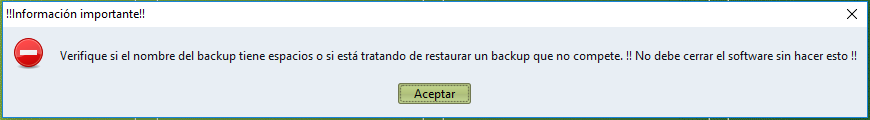 !!Información importante!!
Verifique si el nombre del backup tiene espacios o si está tratando de restaurar un backup que no compete. !! No debe cerrar el software sin hacer esto !!
Aceptar